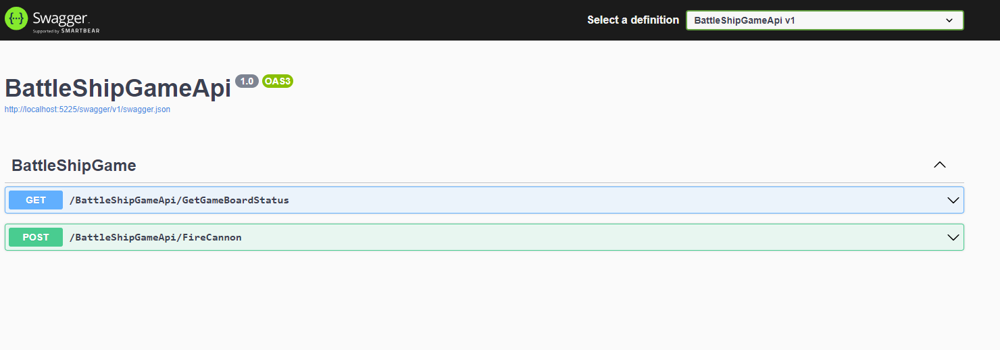 {···} Swagger.
Supported by SMARTBEAR
Select a definition
BattleShipGameApi v1
BattleShipGameApi 1.0 OAS3
http://localhost:5225/swagger/v1/swagger.json
BattleShipGame
GET /BattleShipGameApi/GetGameBoardStatus
POST /BattleShipGameApi/FireCannon